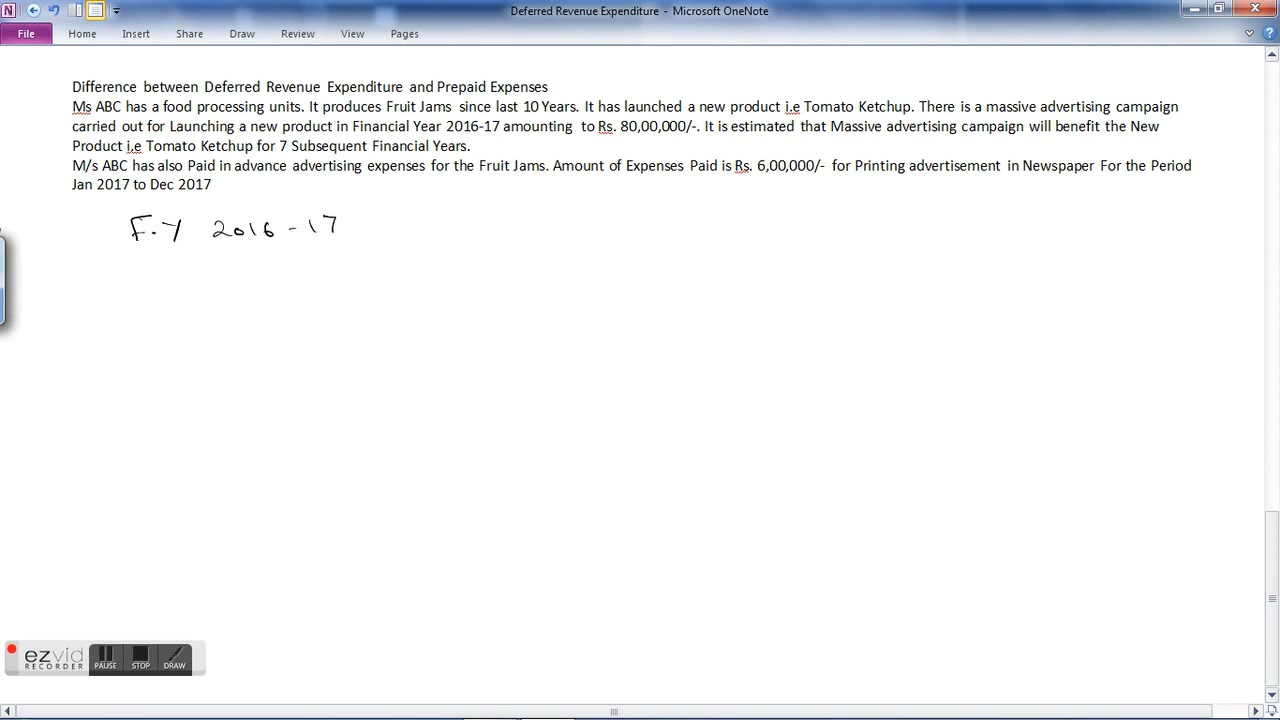 Deferred Revenue Expenditure - Microsoft OneNote
File Home Insert Share Draw Review View Pages
Difference between Deferred Revenue Expenditure and Prepaid Expenses
Ms ABC has a food processing units. It produces Fruit Jams since last 10 Years. It has launched a new product i.e Tomato Ketchup. There is a massive advertising campaign
carried out for Launching a new product in Financial Year 2016-17 amounting to Rs. 80,00,000/-. It is estimated that Massive advertising campaign will benefit the New
Product i.e Tomato Ketchup for 7 Subsequent Financial Years.
M/s ABC has also Paid in advance advertising expenses for the Fruit Jams. Amount of Expenses Paid is Rs. 6,00,000/- for Printing advertisement in Newspaper For the Period
Jan 2017 to Dec 2017
F.Y 2016-17
ezvid
RECORDER
PAUSE STOP DRAW